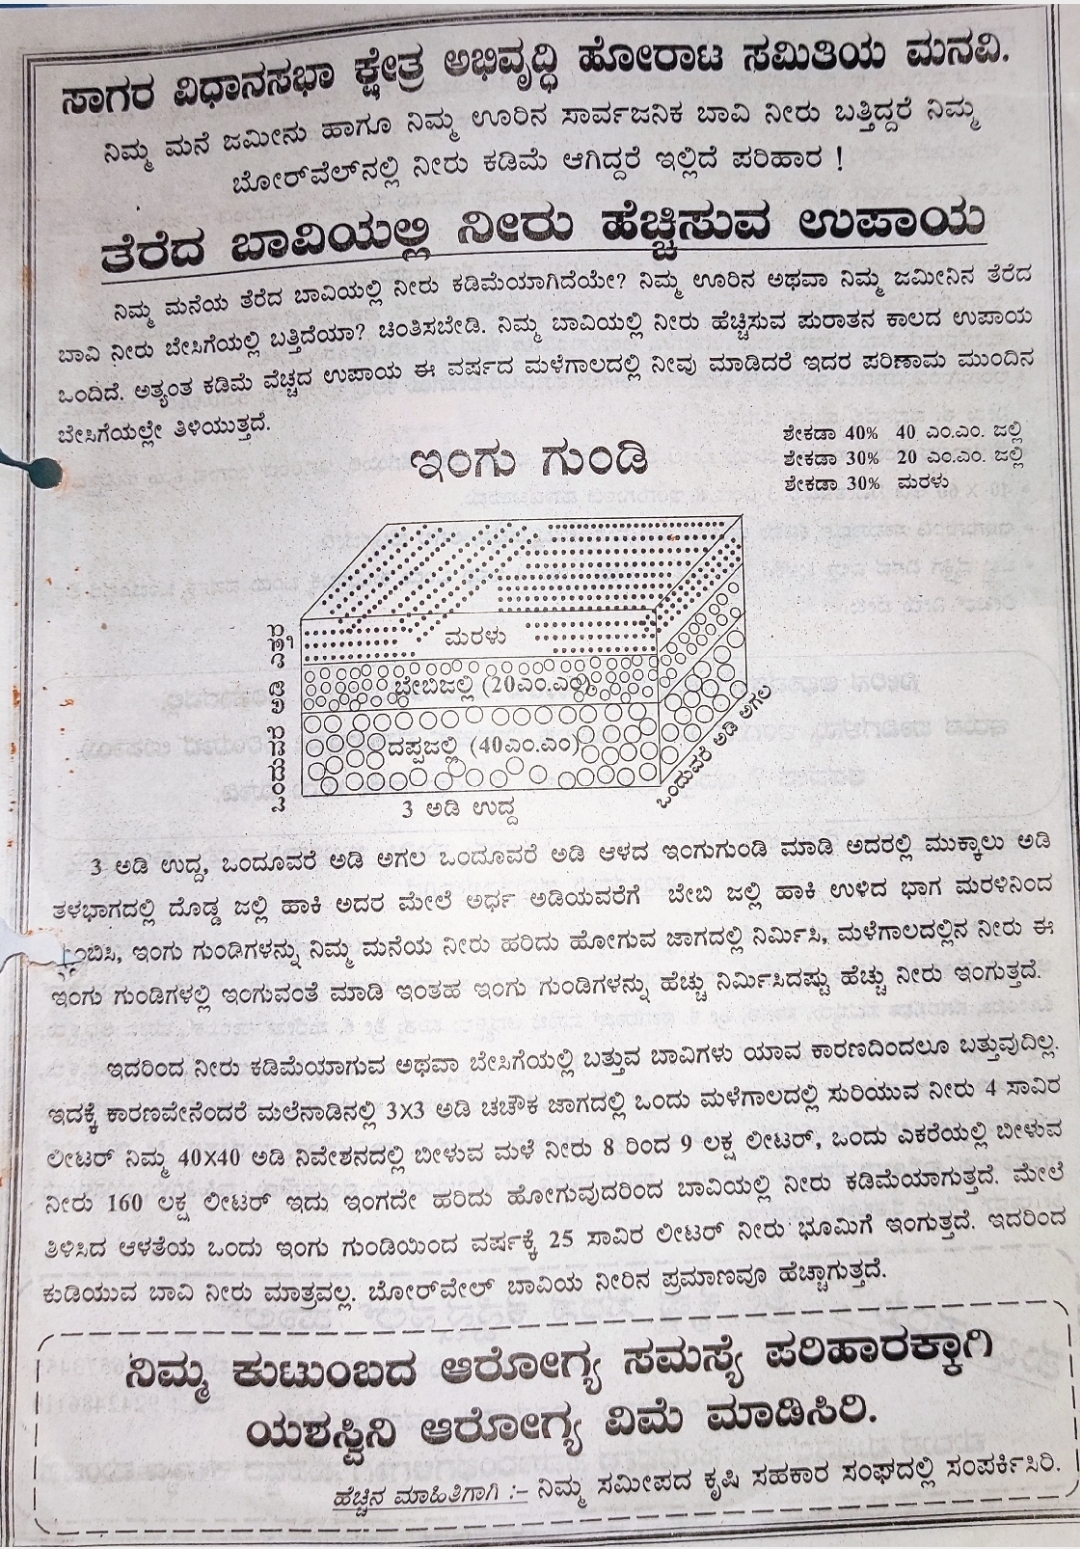 ಸಾಗರ ವಿಧಾನಸಭಾ ಕ್ಷೇತ್ರ ಅಭಿವೃದ್ಧಿ ಹೋರಾಟ ಸಮಿತಿಯ ಮನವಿ.
ನಿಮ್ಮ ಮನೆ ಜಮೀನು ಹಾಗೂ ನಿಮ್ಮ ಊರಿನ ಸಾರ್ವಜನಿಕ ಬಾವಿ ನೀರು ಬತ್ತಿದ್ದರೆ ನಿಮ್ಮ
ಬೋರ್‌ವೆಲ್‌ನಲ್ಲಿ ನೀರು ಕಡಿಮೆ ಆಗಿದ್ದರೆ ಇಲ್ಲಿದೆ ಪರಿಹಾರ !
ತೆರೆದ ಬಾವಿಯಲ್ಲಿ ನೀರು ಹೆಚ್ಚಿಸುವ ಉಪಾಯ
ನಿಮ್ಮ ಮನೆಯ ತೆರೆದ ಬಾವಿಯಲ್ಲಿ ನೀರು ಕಡಿಮೆಯಾಗಿದೆಯೇ? ನಿಮ್ಮ ಊರಿನ ಅಥವಾ ನಿಮ್ಮ ಜಮೀನಿನ ತೆರೆದ
ಬಾವಿ ನೀರು ಬೇಸಿಗೆಯಲ್ಲಿ ಬತ್ತಿದೆಯಾ? ಚಿಂತಿಸಬೇಡಿ. ನಿಮ್ಮ ಬಾವಿಯಲ್ಲಿ ನೀರು ಹೆಚ್ಚಿಸುವ ಪುರಾತನ ಕಾಲದ ಉಪಾಯ
ಒಂದಿದೆ. ಅತ್ಯಂತ ಕಡಿಮೆ ವೆಚ್ಚದ ಉಪಾಯ ಈ ವರ್ಷದ ಮಳೆಗಾಲದಲ್ಲಿ ನೀವು ಮಾಡಿದರೆ ಇದರ ಪರಿಣಾಮ ಮುಂದಿನ
ಬೇಸಿಗೆಯಲ್ಲೇ ತಿಳಿಯುತ್ತದೆ.
ಇಂಗು ಗುಂಡಿ
ಶೇಕಡಾ 40% 40 ಎಂ.ಎಂ. ಜಲ್ಲಿ
ಶೇಕಡಾ 30% 20 ಎಂ.ಎಂ. ಜಲ್ಲಿ
ಶೇಕಡಾ 30% ಮರಳು
ಮರಳು
ಬೇಬಿಜಲ್ಲಿ (20ಎಂ.ಎಂ)
ದಪ್ಪಜಲ್ಲಿ (40ಎಂ.ಎಂ)
ಒಂದುವರೆ ಅಡಿ ಅಗಲ
3 ಅಡಿ ಉದ್ದ
3 ಅಡಿ ಉದ್ದ, ಒಂದೂವರೆ ಅಡಿ ಅಗಲ ಒಂದೂವರೆ ಅಡಿ ಆಳದ ಇಂಗುಗುಂಡಿ ಮಾಡಿ ಅದರಲ್ಲಿ ಮುಕ್ಕಾಲು ಅಡಿ
ತಳಭಾಗದಲ್ಲಿ ದೊಡ್ಡ ಜಲ್ಲಿ ಹಾಕಿ ಅದರ ಮೇಲೆ ಅರ್ಧ ಅಡಿಯವರೆಗೆ ಬೇಬಿ ಜಲ್ಲಿ ಹಾಕಿ ಉಳಿದ ಭಾಗ ಮರಳಿನಿಂದ
ಇಂಗು ಗುಂಡಿಗಳನ್ನು ನಿಮ್ಮ ಮನೆಯ ನೀರು ಹರಿದು ಹೋಗುವ ಜಾಗದಲ್ಲಿ ನಿರ್ಮಿಸಿ, ಮಳೆಗಾಲದಲ್ಲಿನ ನೀರು ಈ
ಇಂಗು ಗುಂಡಿಗಳಲ್ಲಿ ಇಂಗುವಂತೆ ಮಾಡಿ ಇಂತಹ ಇಂಗು ಗುಂಡಿಗಳನ್ನು ಹೆಚ್ಚು ನಿರ್ಮಿಸಿದಷ್ಟು ಹೆಚ್ಚು ನೀರು ಇಂಗುತ್ತದೆ.
ಇದರಿಂದ ನೀರು ಕಡಿಮೆಯಾಗುವ ಅಥವಾ ಬೇಸಿಗೆಯಲ್ಲಿ ಬತ್ತುವ ಬಾವಿಗಳು ಯಾವ ಕಾರಣದಿಂದಲೂ ಬತ್ತುವುದಿಲ್ಲ.
ಇದಕ್ಕೆ ಕಾರಣವೇನೆಂದರೆ ಮಲೆನಾಡಿನಲ್ಲಿ 3X3 ಅಡಿ ಚಚೌಕ ಜಾಗದಲ್ಲಿ ಒಂದು ಮಳೆಗಾಲದಲ್ಲಿ ಸುರಿಯುವ ನೀರು 4 ಸಾವಿರ
ಲೀಟರ್ ನಿಮ್ಮ 40X40 ಅಡಿ ನಿವೇಶನದಲ್ಲಿ ಬೀಳುವ ಮಳೆ ನೀರು 8 ರಿಂದ 9 ಲಕ್ಷ ಲೀಟರ್, ಒಂದು ಎಕರೆಯಲ್ಲಿ ಬೀಳುವ
ನೀರು 160 ಲಕ್ಷ ಲೀಟರ್ ಇದು ಇಂಗದೇ ಹರಿದು ಹೋಗುವುದರಿಂದ ಬಾವಿಯಲ್ಲಿ ನೀರು ಕಡಿಮೆಯಾಗುತ್ತದೆ. ಮೇಲೆ
ತಿಳಿಸಿದ ಆಳತೆಯ ಒಂದು ಇಂಗು ಗುಂಡಿಯಿಂದ ವರ್ಷಕ್ಕೆ 25 ಸಾವಿರ ಲೀಟರ್ ನೀರು ಭೂಮಿಗೆ ಇಂಗುತ್ತದೆ. ಇದರಿಂದ
ಕುಡಿಯುವ ಬಾವಿ ನೀರು ಮಾತ್ರವಲ್ಲ. ಬೋರ್‌ವೇಲ್ ಬಾವಿಯ ನೀರಿನ ಪ್ರಮಾಣವೂ ಹೆಚ್ಚಾಗುತ್ತದೆ.
ನಿಮ್ಮ ಕುಟುಂಬದ ಆರೋಗ್ಯ ಸಮಸ್ಯೆ ಪರಿಹಾರಕ್ಕಾಗಿ
ಯಶಸ್ವಿನಿ ಆರೋಗ್ಯ ವಿಮೆ ಮಾಡಿಸಿರಿ.
ಹೆಚ್ಚಿನ ಮಾಹಿತಿಗಾಗಿ :- ನಿಮ್ಮ ಸಮೀಪದ ಕೃಷಿ ಸಹಕಾರ ಸಂಘದಲ್ಲಿ ಸಂಪರ್ಕಿಸಿರಿ.